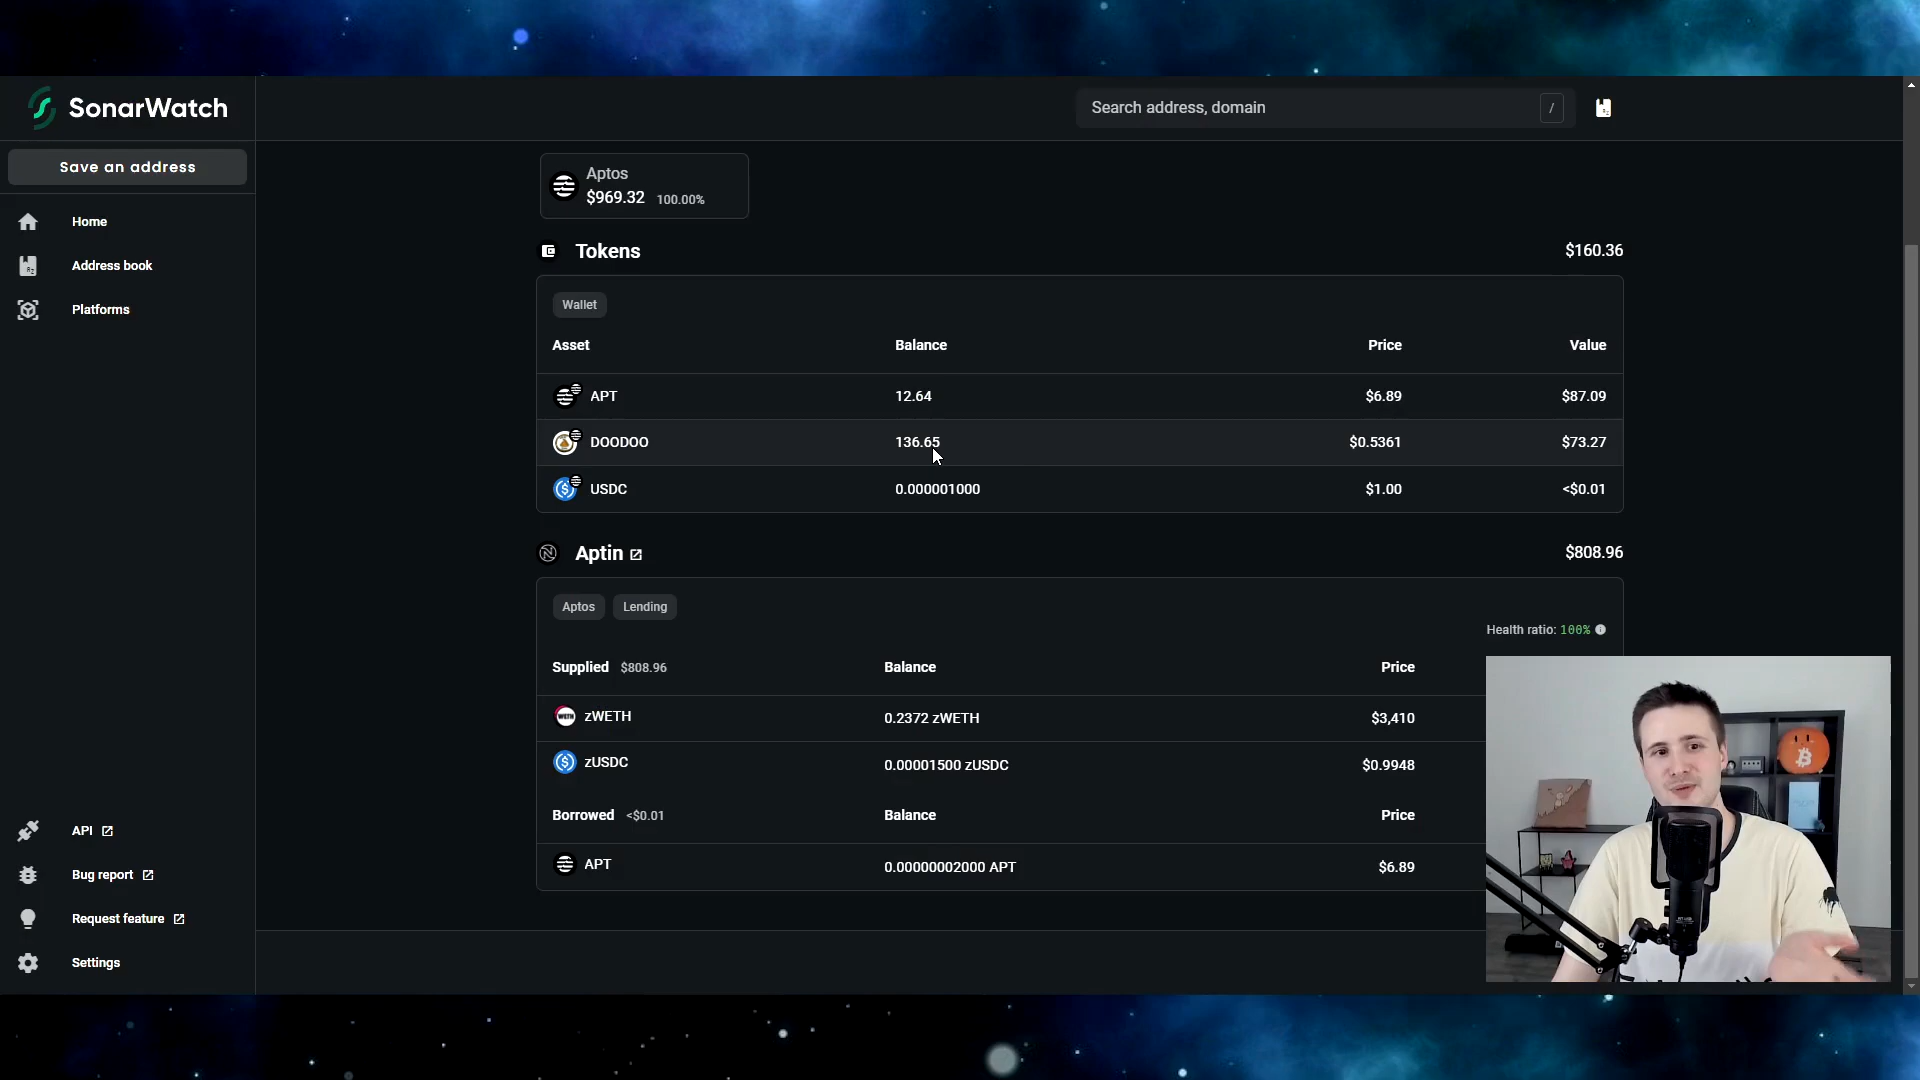 SonarWatch
Search address, domain /
Save an address
Home
Address book
Platforms
Aptos
$969.32 100.00%
Tokens $160.36
Wallet
Asset Balance Price Value
APT 12.64 $6.89 $87.09
DOODOO 136.65 $0.5361 $73.27
USDC 0.000001000 $1.00 <$0.01
Aptin $808.96
Aptos Lending
Health ratio: 100%
Supplied $808.96 Balance Price
WETH zWETH 0.2372 zWETH $3,410
zUSDC 0.00001500 zUSDC $0.9948
Borrowed <$0.01 Balance Price
APT 0.00000002000 APT $6.89
API
Bug report
Request feature
Settings